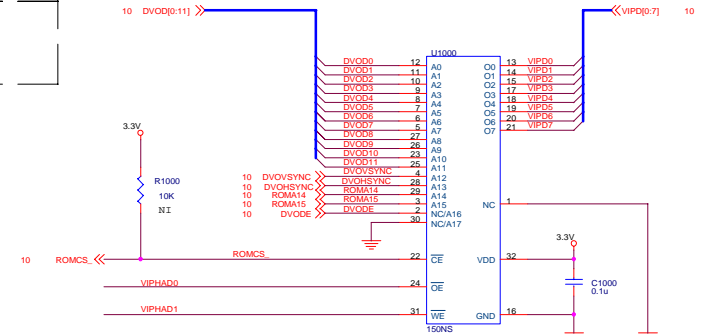 10 DVOD[0:11] VIPD[0:7] 10
U1000
DVOD0 12 A0 O0 13 VIPD0
DVOD1 11 A1 O1 14 VIPD1
DVOD2 10 A2 O2 15 VIPD2
DVOD3 9 A3 O3 17 VIPD3
DVOD4 8 A4 O4 18 VIPD4
DVOD5 7 A5 O5 19 VIPD5
DVOD6 6 A6 O6 20 VIPD6
DVOD7 5 A7 O7 21 VIPD7
DVOD8 27 A8
DVOD9 26 A9
DVOD10 23 A10
DVOD11 25 A11
10 DVOVSYNC DVOVSYNC 4 A12
10 DVOHSYNC DVOHSYNC 28 A13
10 ROMA14 ROMA14 29 A14
10 ROMA15 ROMA15 3 A15 NC 1
10 DVODE DVODE 2 NC/A16
30 NC/A17
3.3V
R1000
10K
NI
3.3V
10 ROMCS_ ROMCS_ 22 CE VDD 32
VIPHAD0 24 OE
C1000
0.1u
VIPHAD1 31 WE GND 16
150NS